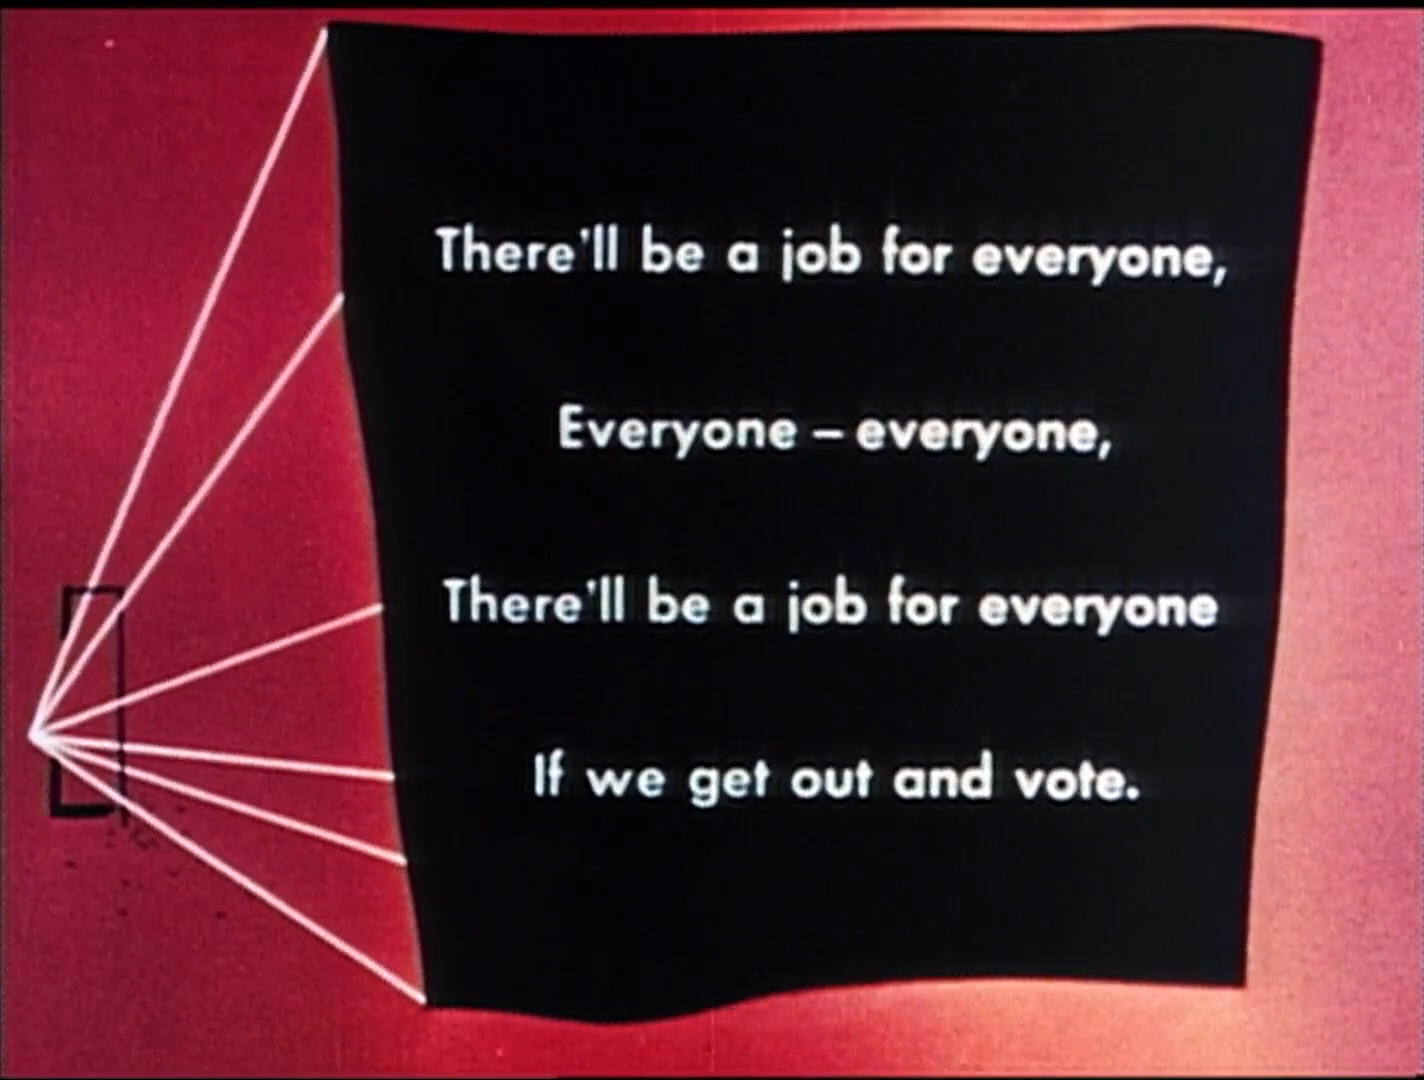 There'll be a job for everyone,
Everyone – everyone,
There'll be a job for everyone
If we get out and vote.